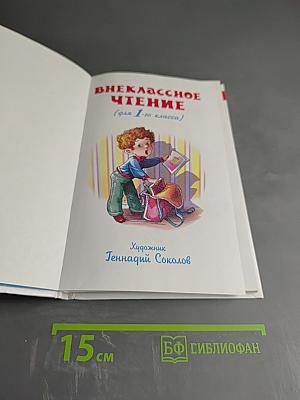 ВНЕКЛАССНОЕ
ЧТЕНИЕ
(для 1-го класса)
Художник
Геннадий Соколов
15 см
БФ БИБЛИОФАН